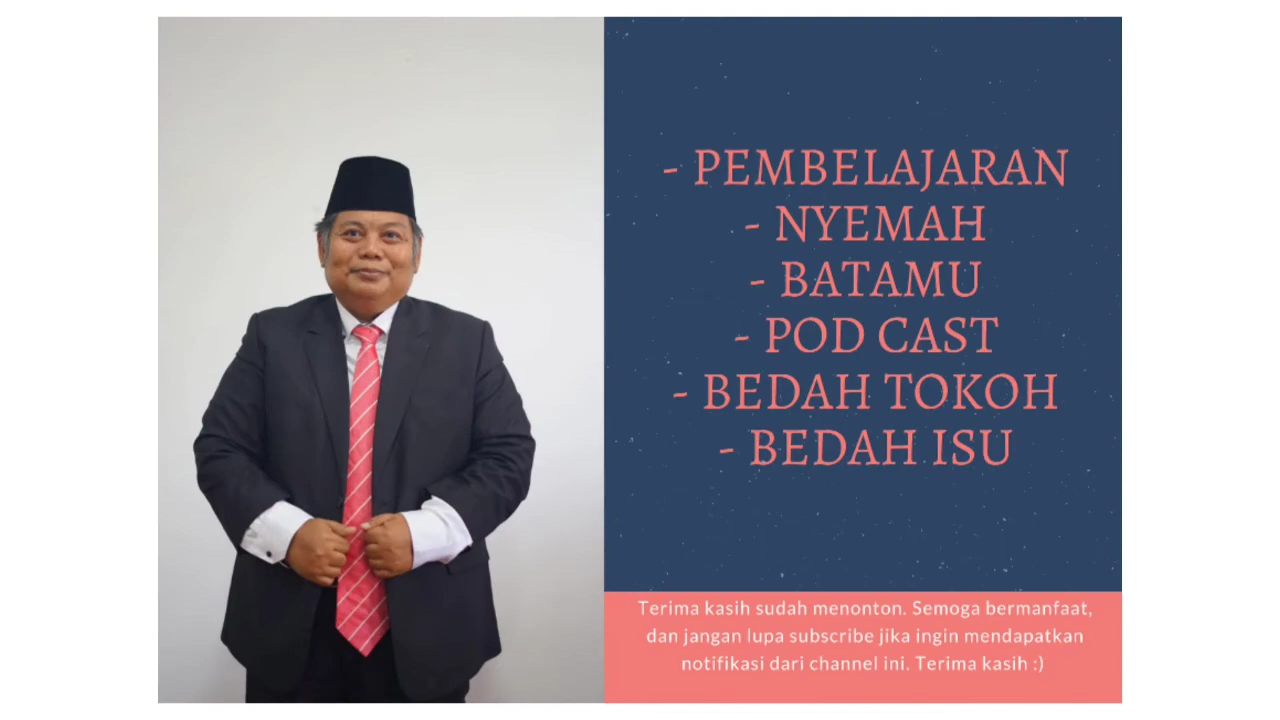 - PEMBELAJARAN
- NYEMAH
- BATAMU
- POD CAST
- BEDAH TOKOH
- BEDAH ISU
Terima kasih sudah menonton. Semoga bermanfaat,
dan jangan lupa subscribe jika ingin mendapatkan
notifikasi dari channel ini. Terima kasih :)